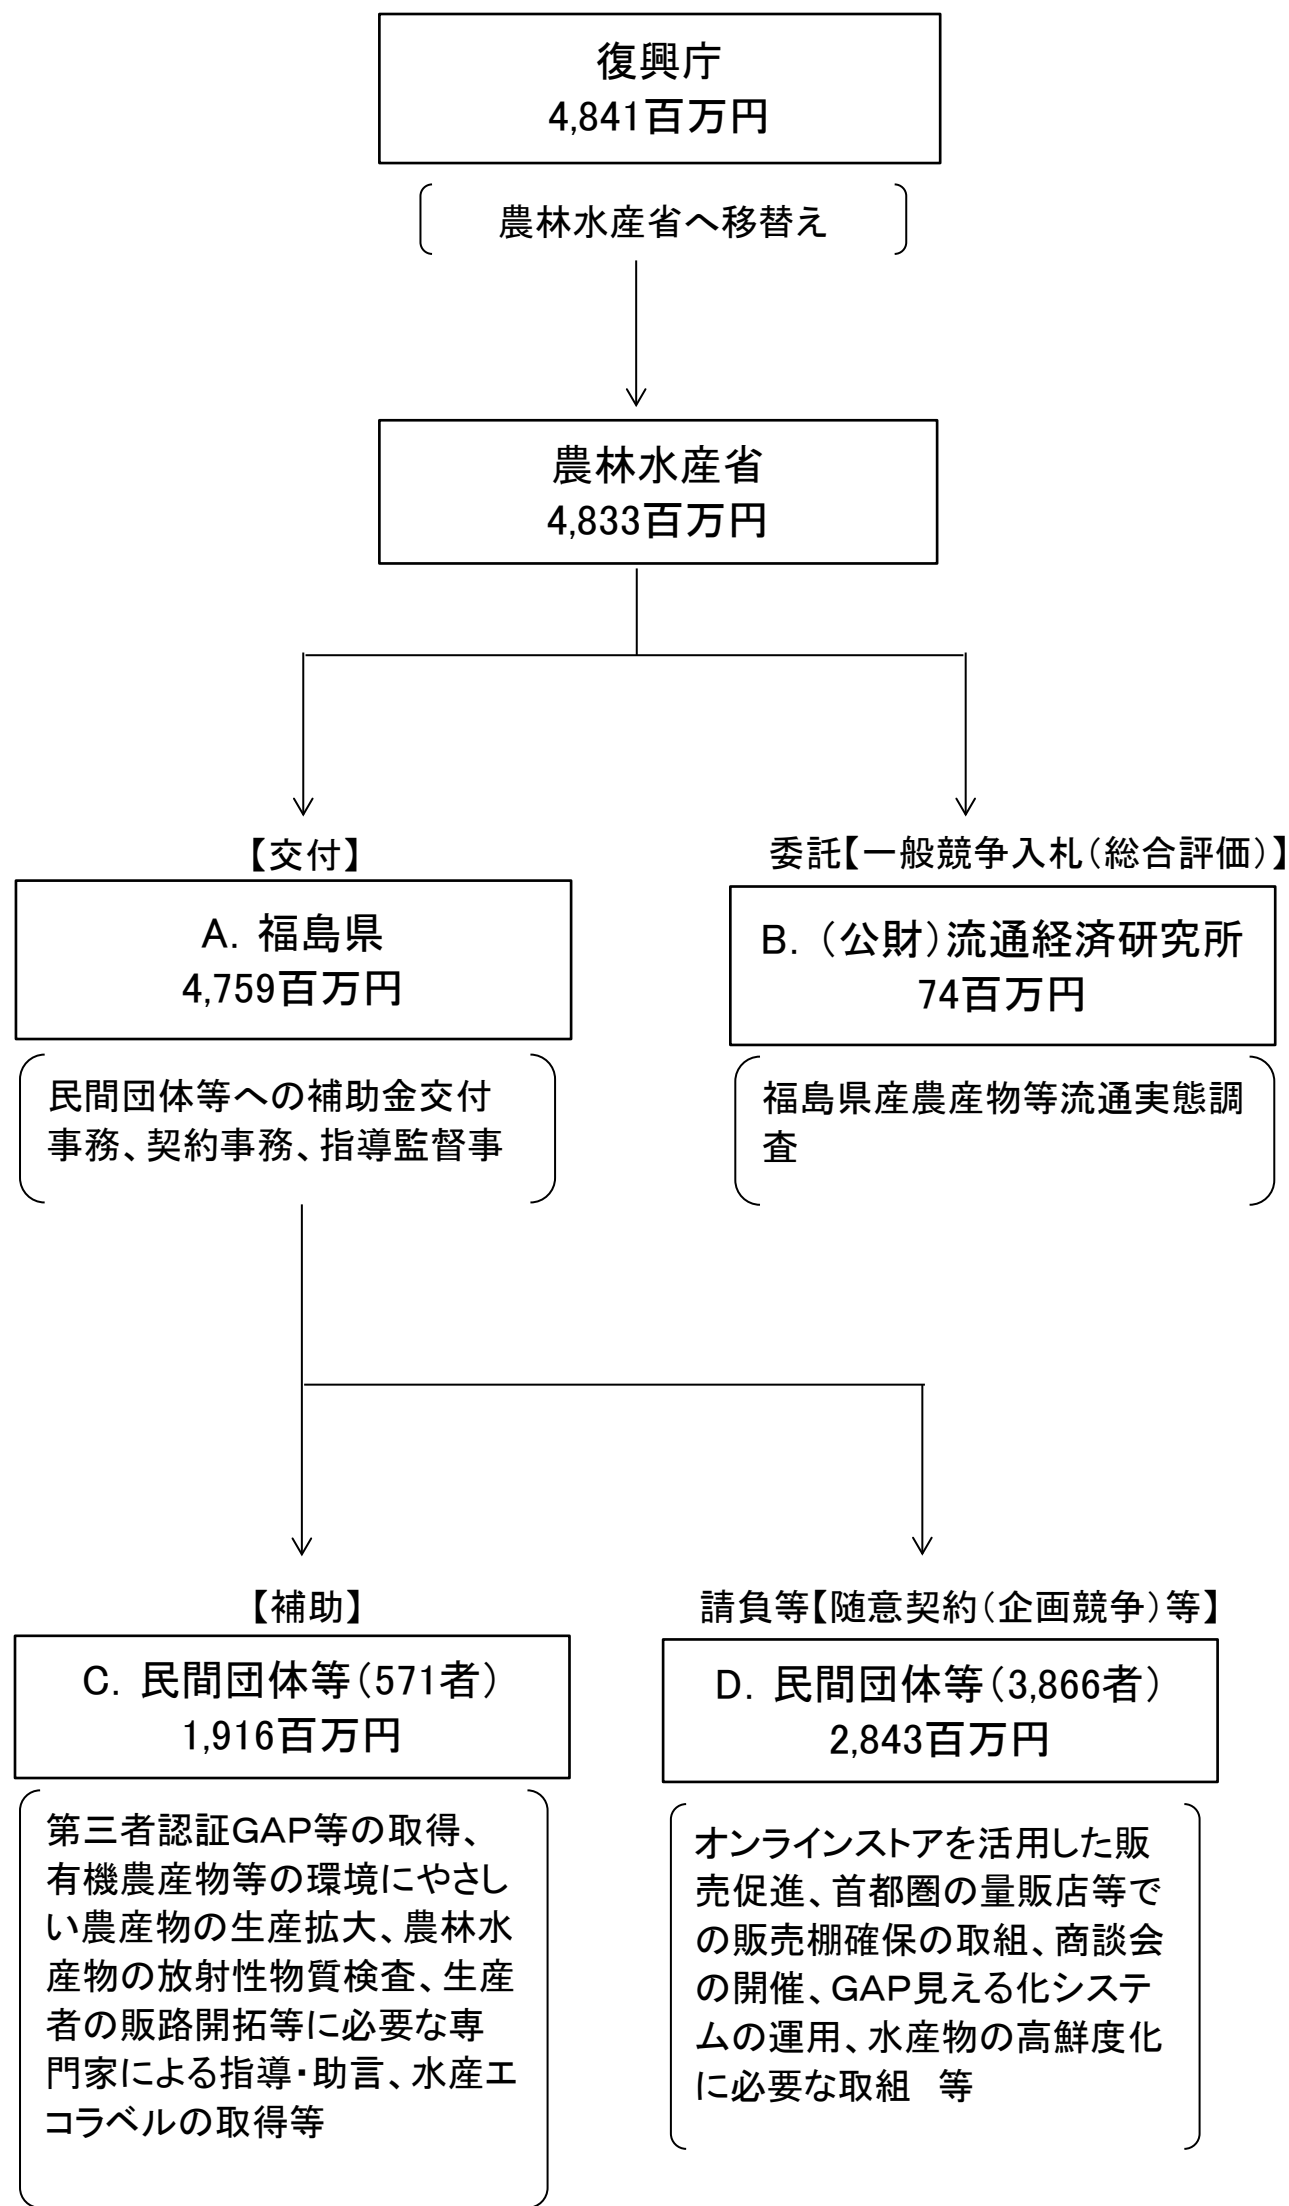 復興庁
4,841百万円
農林水産省へ移替え
農林水産省
4,833百万円
【交付】
A．福島県
4,759百万円
民間団体等への補助金交付
事務、契約事務、指導監督事
委託【一般競争入札（総合評価）】
B．（公財）流通経済研究所
74百万円
福島県産農産物等流通実態調
査
【補助】
C．民間団体等（571者）
1,916百万円
第三者認証GAP等の取得、
有機農産物等の環境にやさし
い農産物の生産拡大、農林水
産物の放射性物質検査、生産
者の販路開拓等に必要な専
門家による指導・助言、水産エ
コラベルの取得等
請負等【随意契約（企画競争）等】
D．民間団体等（3,866者）
2,843百万円
オンラインストアを活用した販
売促進、首都圏の量販店等で
の販売棚確保の取組、商談会
の開催、GAP見える化システ
ムの運用、水産物の高鮮度化
に必要な取組　等